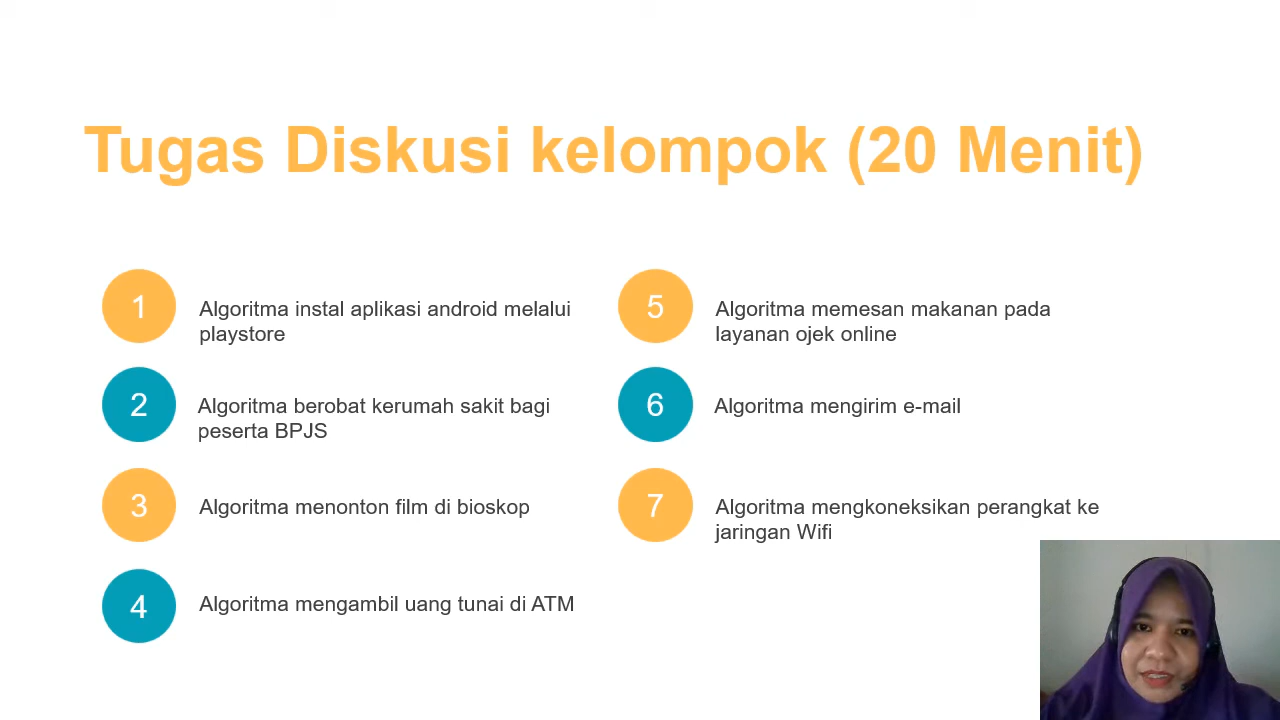 Tugas Diskusi kelompok (20 Menit)
1
Algoritma instal aplikasi android melalui
playstore
2
Algoritma berobat kerumah sakit bagi
peserta BPJS
3
Algoritma menonton film di bioskop
4
Algoritma mengambil uang tunai di ATM
5
Algoritma memesan makanan pada
layanan ojek online
6
Algoritma mengirim e-mail
7
Algoritma mengkoneksikan perangkat ke
jaringan Wifi